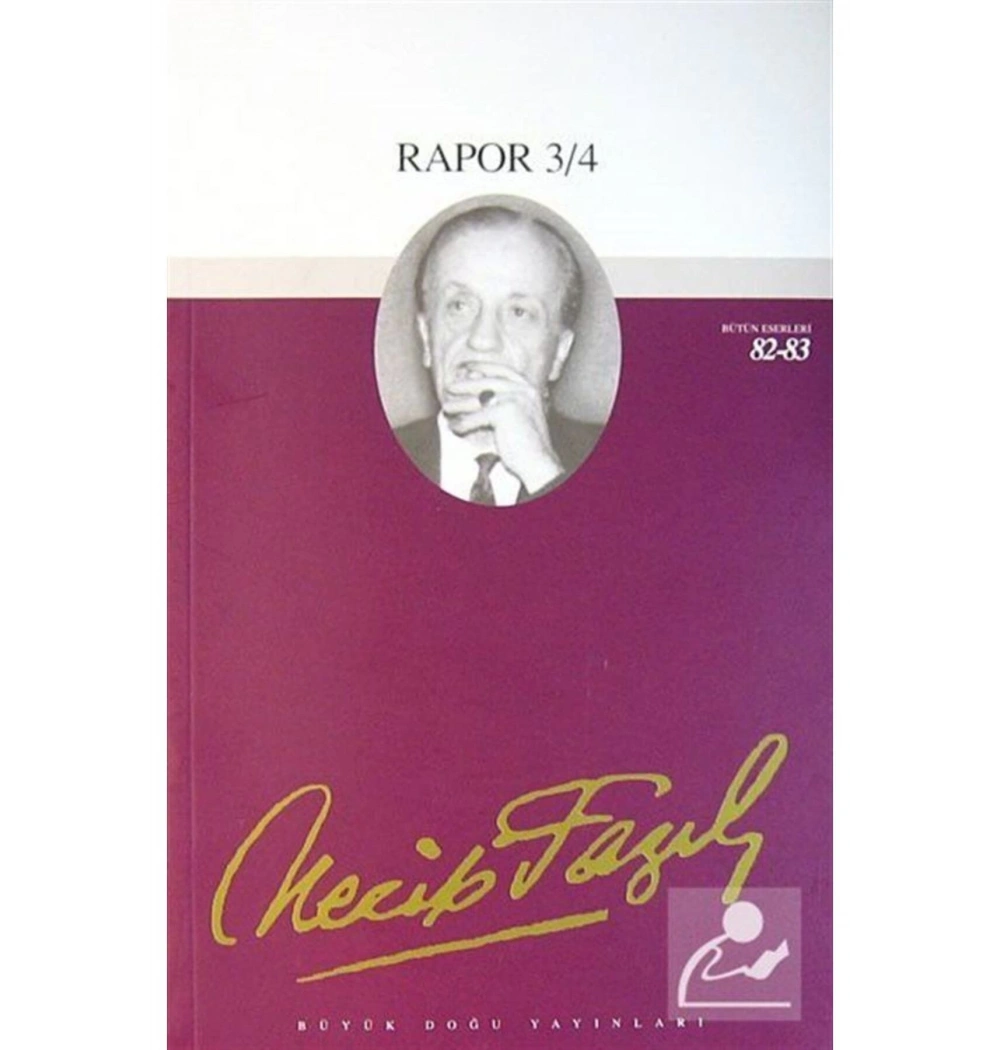 RAPOR 3/4
BÜTÜN ESERLERİ
82-83
Necip Fazıl
BÜYÜK DOĞU YAYINLARI